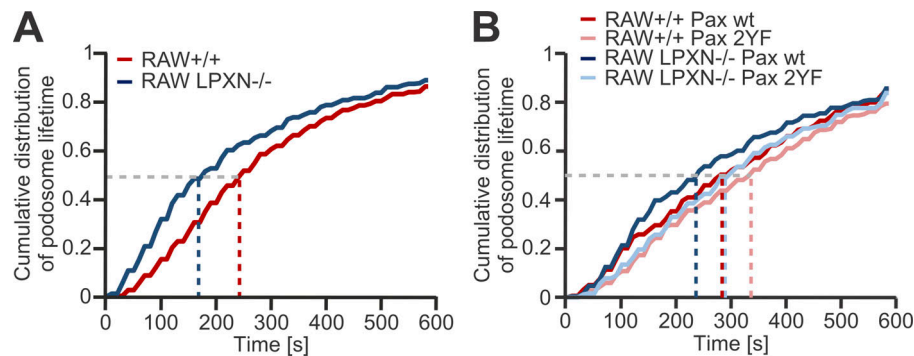 A
RAW+/+
RAW LPXN-/-
Cumulative distribution
of podosome lifetime
1
0.8
0.6
0.4
0.2
0
0 100 200 300 400 500 600
Time [s]
B
RAW+/+ Pax wt
RAW+/+ Pax 2YF
RAW LPXN-/- Pax wt
RAW LPXN-/- Pax 2YF
Cumulative distribution
of podosome lifetime
1
0.8
0.6
0.4
0.2
0
0 100 200 300 400 500 600
Time [s]